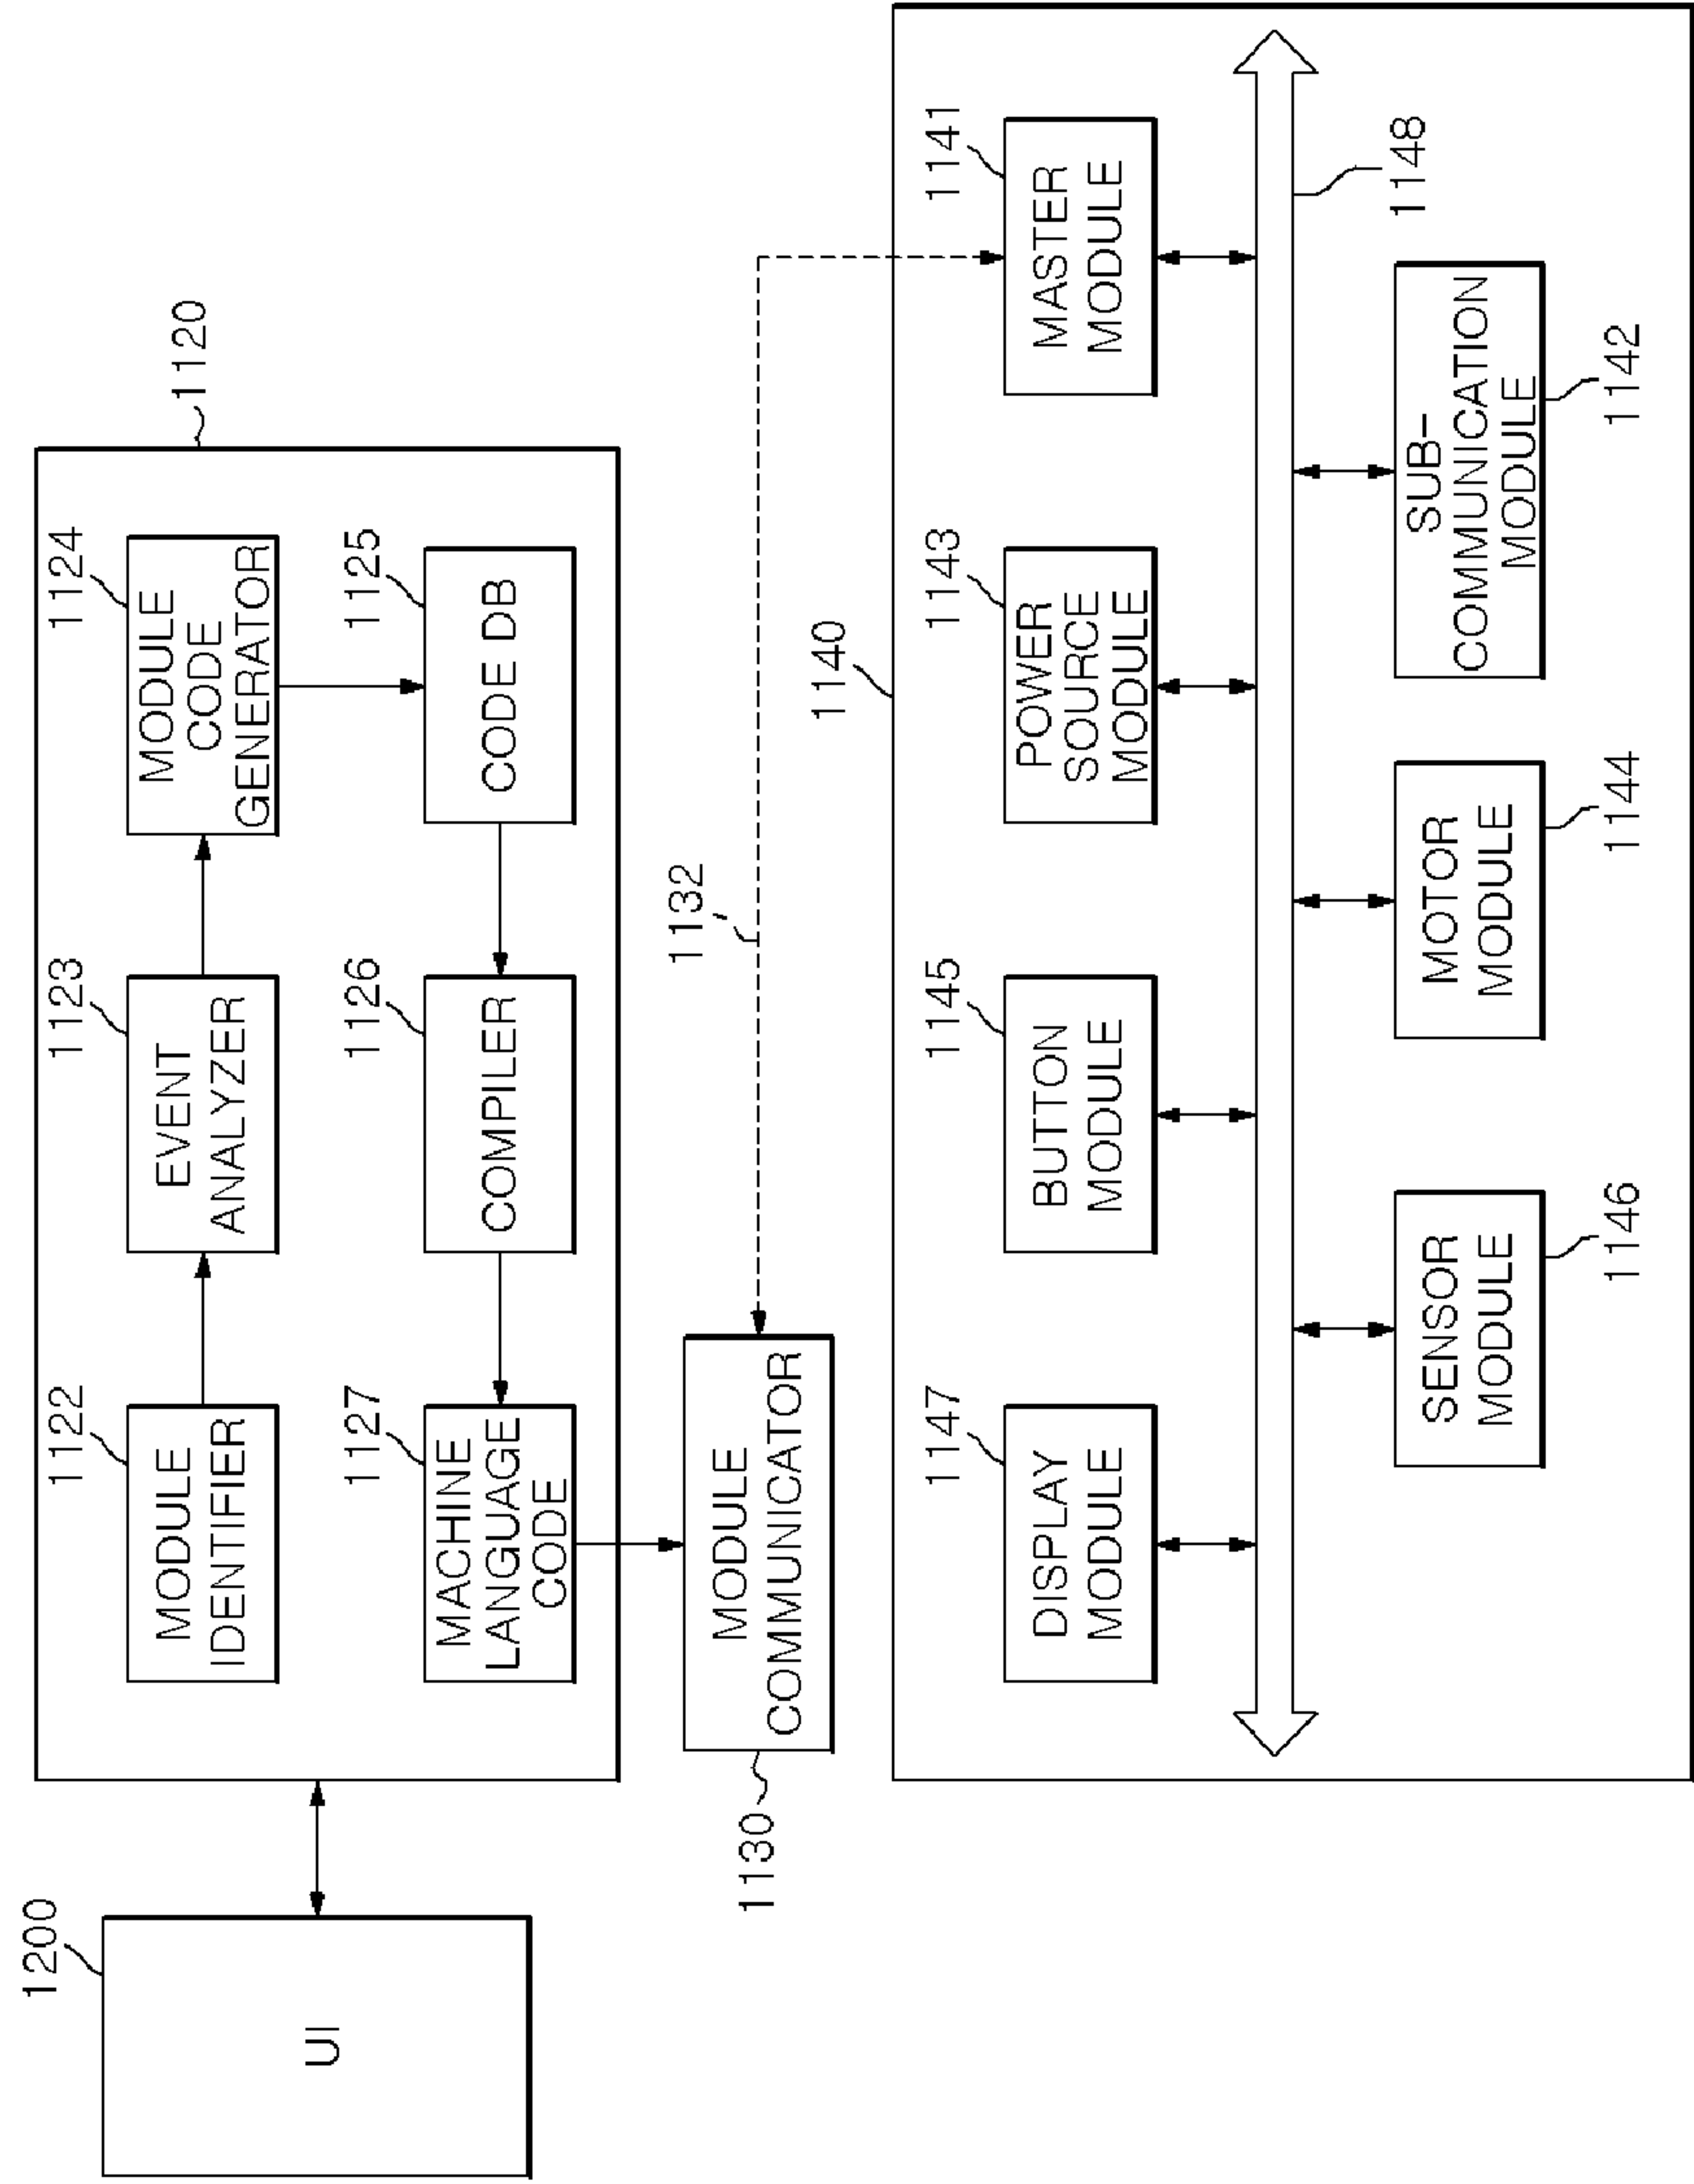 1200
UI
1120
1122
MODULE
IDENTIFIER
1123
EVENT
ANALYZER
1124
MODULE
CODE
GENERATOR
1127
MACHINE
LANGUAGE
CODE
1126
COMPILER
1125
CODE DB
1130
MODULE
COMMUNICATOR
1132
1140
1147
DISPLAY
MODULE
1145
BUTTON
MODULE
1143
POWER
SOURCE
MODULE
1141
MASTER
MODULE
1148
SENSOR
MODULE
1146
MOTOR
MODULE
1144
SUB-
COMMUNICATION
MODULE
1142